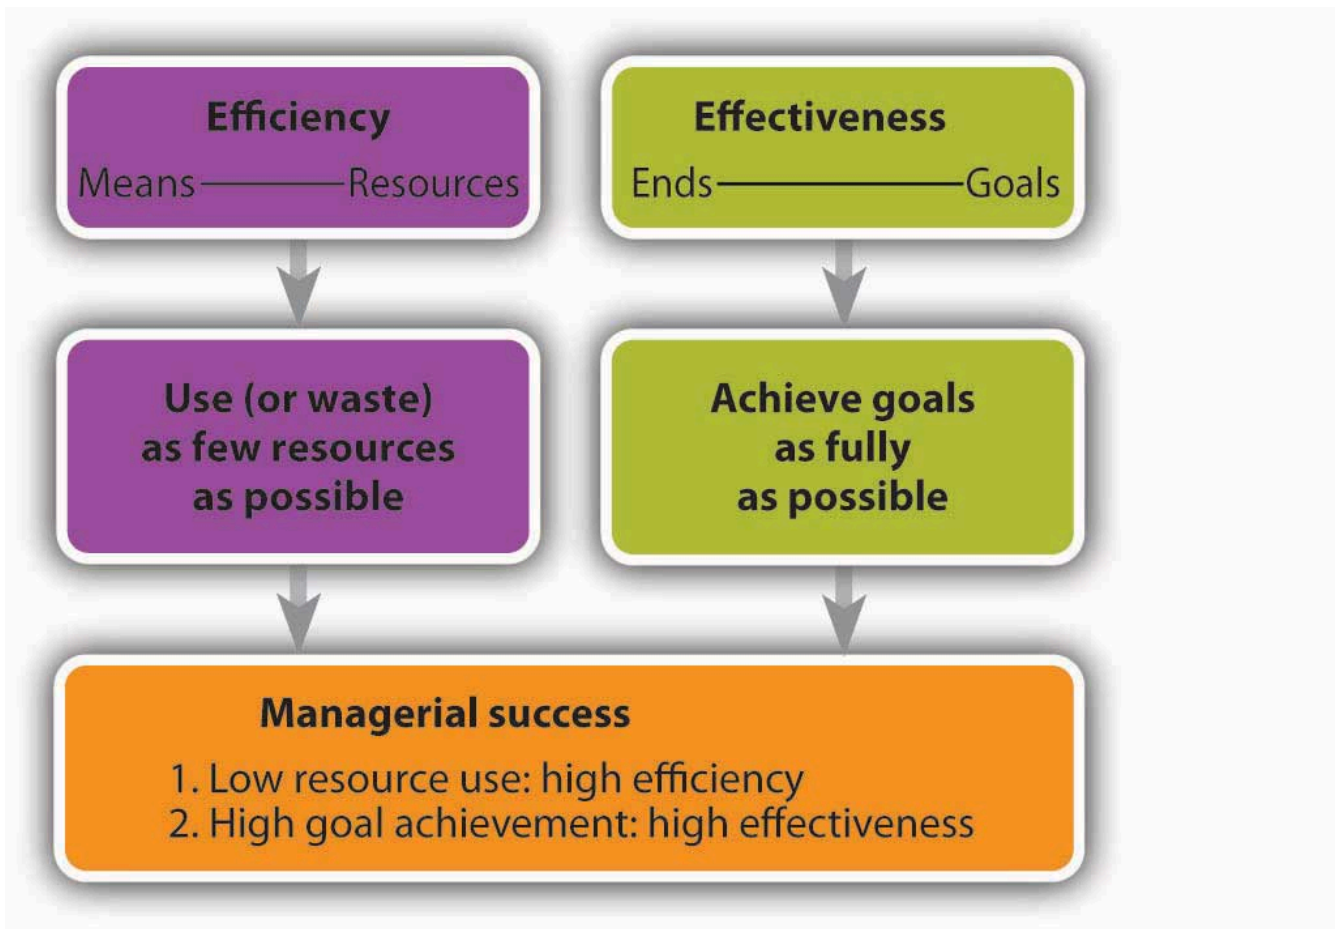 Efficiency
Means Resources
Effectiveness
Ends Goals
Use (or waste)
as few resources
as possible
Achieve goals
as fully
as possible
Managerial success
1. Low resource use: high efficiency
2. High goal achievement: high effectiveness